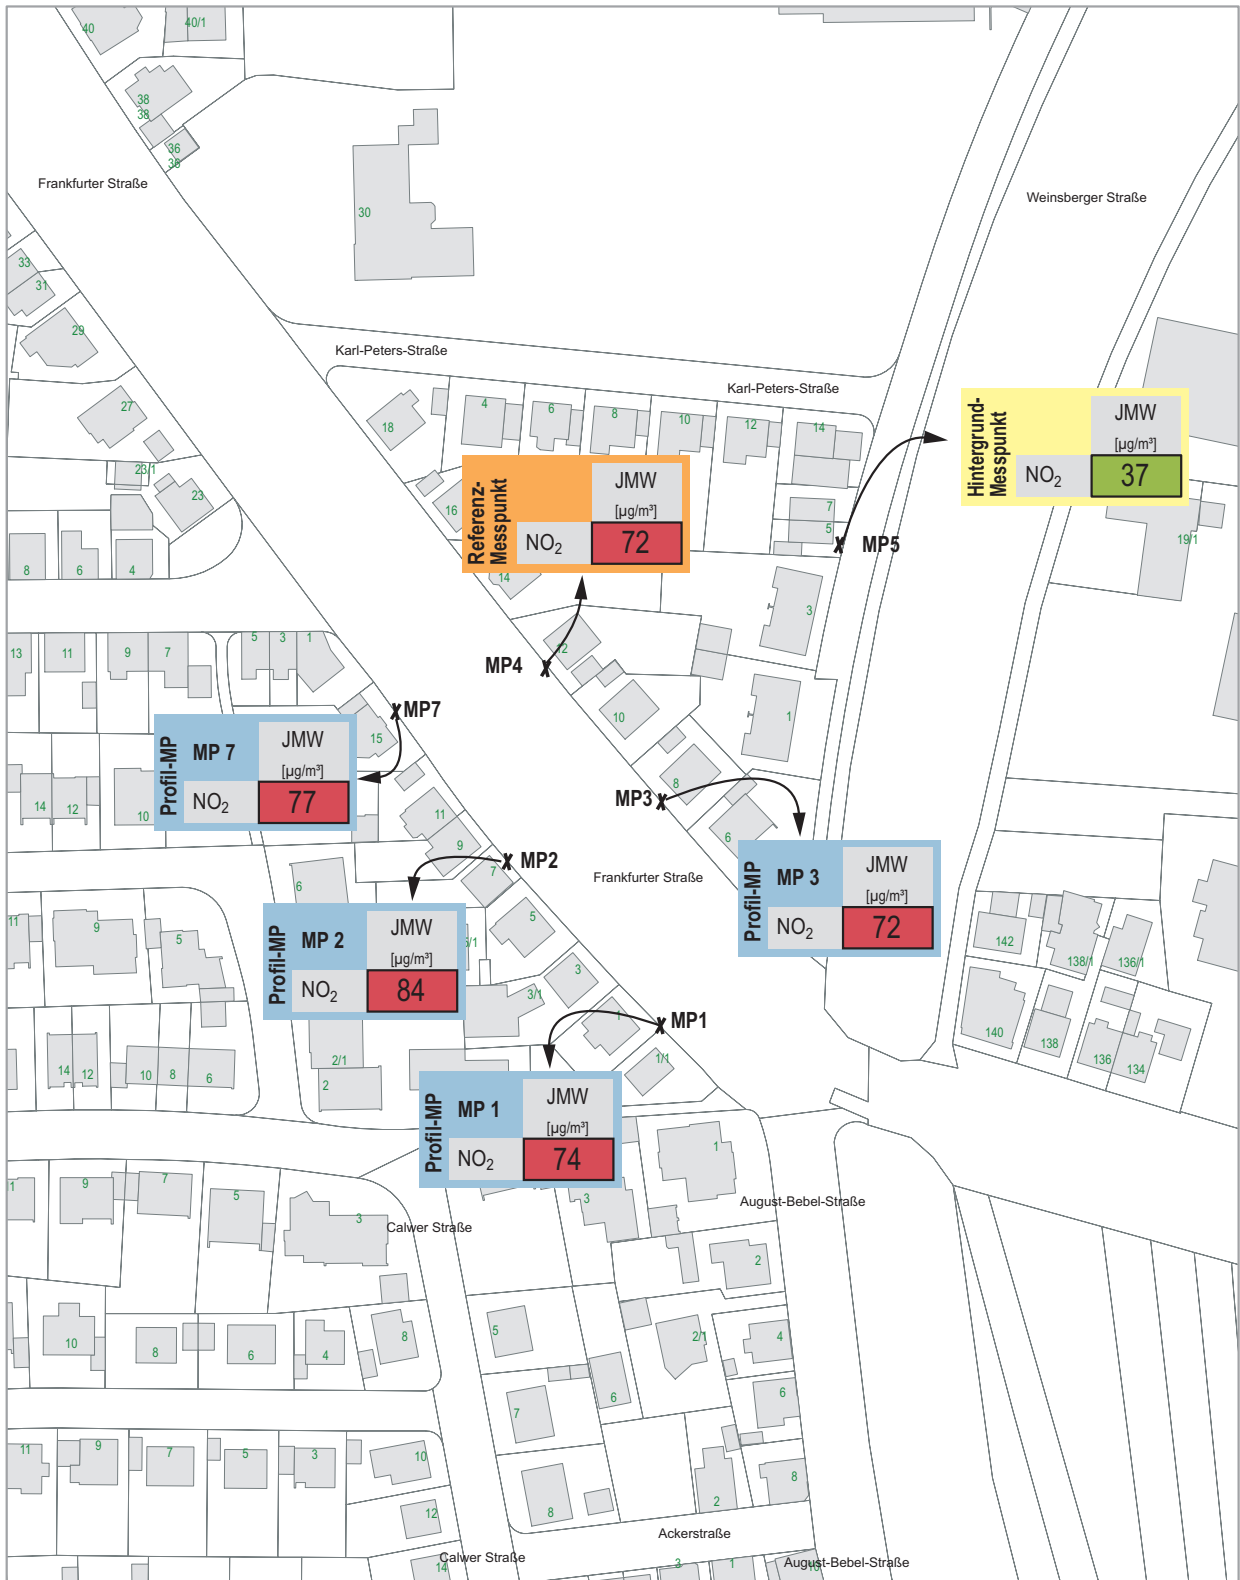 40
40/1
38
38
36
36
Frankfurter Straße
30
Weinsberger Straße
33
31
29
Karl-Peters-Straße
Karl-Peters-Straße
27
18
4
6
8
10
12
14
Hintergrund-
Messpunkt
JMW
[µg/m³]
NO₂
37
23/1
23
16
Referenz-
Messpunkt
JMW
[µg/m³]
NO₂
72
7
5
MP5
19/1
8
6
4
14
3
13
11
9
7
5
3
1
12
MP4
MP7
10
1
15
Profil-MP
MP 7
JMW
[µg/m³]
NO₂
77
14
12
10
8
MP3
6
11
9
7
MP2
Frankfurter Straße
Profil-MP
MP 3
JMW
[µg/m³]
NO₂
72
6
11
9
5
Profil-MP
MP 2
JMW
[µg/m³]
NO₂
84
5
3
3/1
1
MP1
1/1
142
138/1
136/1
140
138
136
134
14
12
10
8
6
2/1
2
Profil-MP
MP 1
JMW
[µg/m³]
NO₂
74
1
1
9
7
5
3
3
August-Bebel-Straße
Calwer Straße
2
10
8
6
4
8
5
2/1
4
6
6
7
11
9
7
5
3
10
8
2
8
12
Ackerstraße
Calwer Straße
14
3
1
10
August-Bebel-Straße